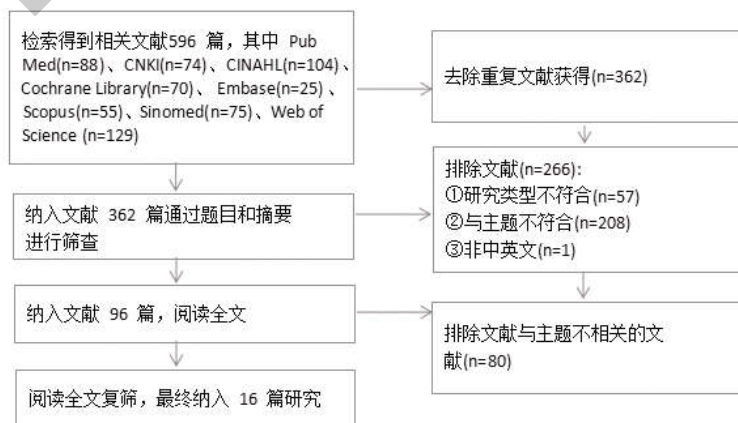 检索得到相关文献596 篇，其中 Pub
Med(n=88)、CNKI(n=74)、CINAHL(n=104)、
Cochrane Library(n=70)、 Embase(n=25) 、
Scopus(n=55)、Sinomed(n=75)、Web of
Science (n=129)
去除重复文献获得(n=362)
纳入文献 362 篇通过题目和摘要
进行筛查
排除文献(n=266):
①研究类型不符合(n=57)
②与主题不符合(n=208)
③非中英文(n=1)
纳入文献 96 篇，阅读全文
排除文献与主题不相关的文
献(n=80)
阅读全文复筛，最终纳入 16 篇研究